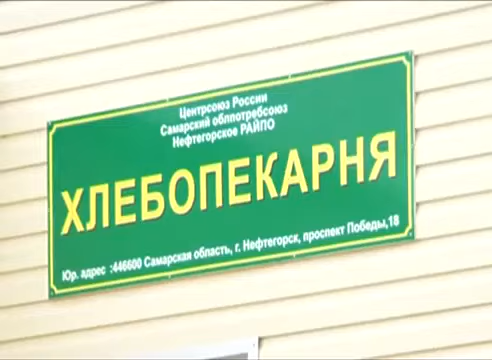 Центрсоюз России
Самарский облпотребсоюз
Нефтегорское РАЙПО
ХЛЕБОПЕКАРНЯ
Юр. адрес :446600 Самарская область, г. Нефтегорск, проспект Победы,18